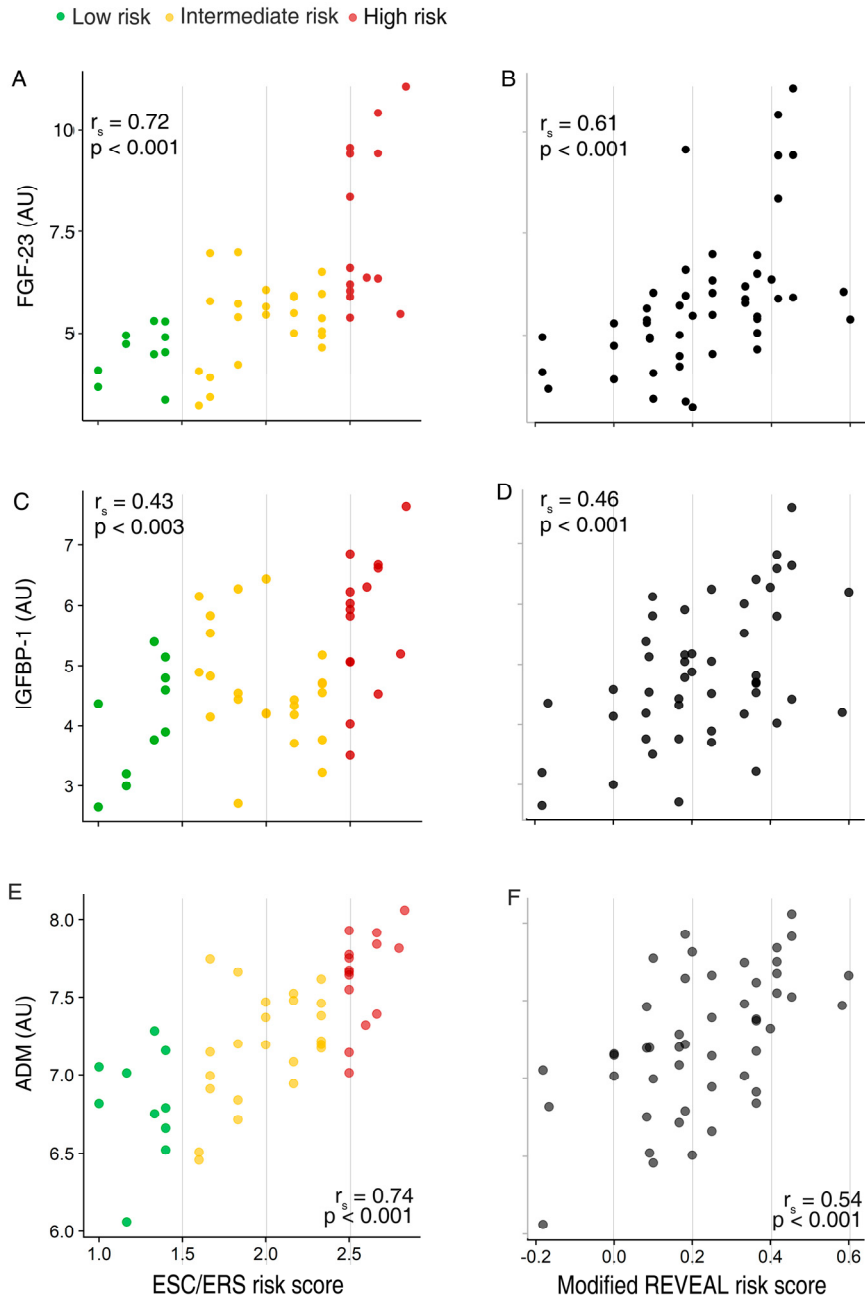 Low risk Intermediate risk High risk
A
FGF-23 (AU)
10
7.5
5
r_s = 0.72
p < 0.001
B
r_s = 0.61
p < 0.001
C
IGFBP-1 (AU)
7
6
5
4
3
r_s = 0.43
p < 0.003
D
r_s = 0.46
p < 0.001
E
ADM (AU)
8.0
7.5
7.0
6.5
6.0
r_s = 0.74
p < 0.001
1.0 1.5 2.0 2.5
ESC/ERS risk score
F
r_s = 0.54
p < 0.001
-0.2 0.0 0.2 0.4 0.6
Modified REVEAL risk score